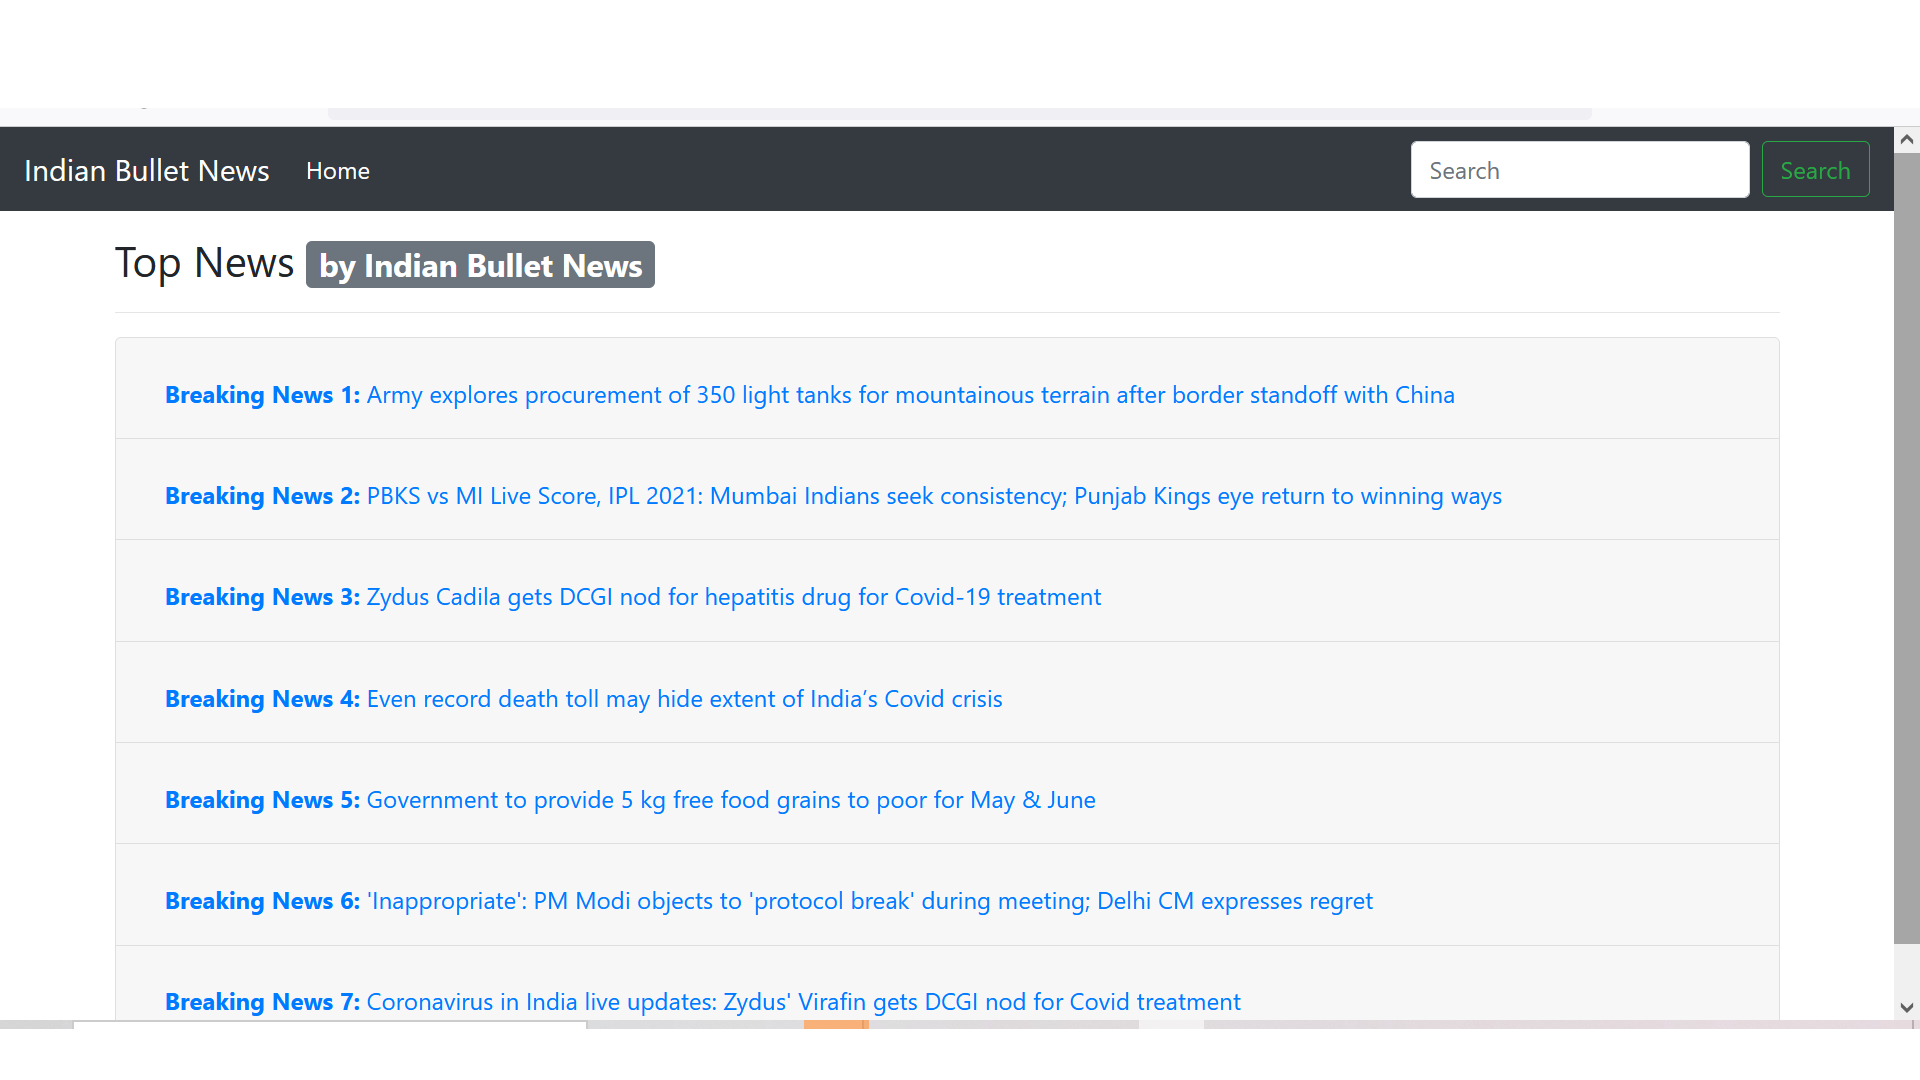 Indian Bullet News Home Search Search
Top News by Indian Bullet News
Breaking News 1: Army explores procurement of 350 light tanks for mountainous terrain after border standoff with China
Breaking News 2: PBKS vs MI Live Score, IPL 2021: Mumbai Indians seek consistency; Punjab Kings eye return to winning ways
Breaking News 3: Zydus Cadila gets DCGI nod for hepatitis drug for Covid-19 treatment
Breaking News 4: Even record death toll may hide extent of India’s Covid crisis
Breaking News 5: Government to provide 5 kg free food grains to poor for May & June
Breaking News 6: 'Inappropriate': PM Modi objects to 'protocol break' during meeting; Delhi CM expresses regret
Breaking News 7: Coronavirus in India live updates: Zydus' Virafin gets DCGI nod for Covid treatment